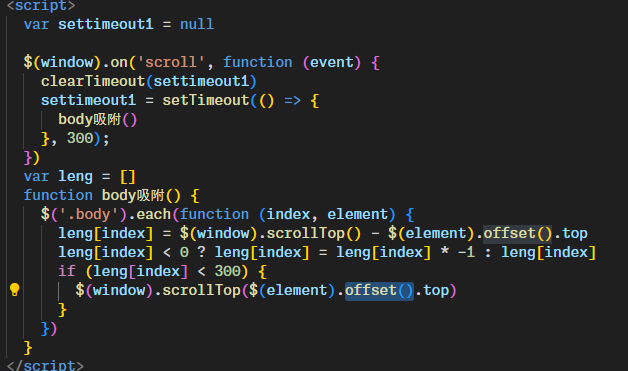 <script>
var settimeout1 = null
$(window).on('scroll', function (event) {
clearTimeout(settimeout1)
settimeout1 = setTimeout(() => {
body吸附()
}, 300);
})
var leng = []
function body吸附() {
$('.body').each(function (index, element) {
leng[index] = $(window).scrollTop() - $(element).offset().top
leng[index] < 0 ? leng[index] = leng[index] * -1 : leng[index]
if (leng[index] < 300) {
$(window).scrollTop($(element).offset().top)
}
})
}
</script>